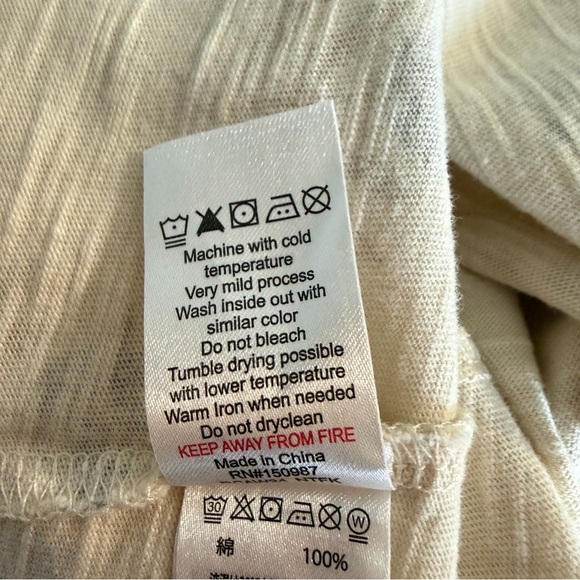 Machine with cold
temperature
Very mild process
Wash inside out with
similar color
Do not bleach
Tumble drying possible
with lower temperature
Warm Iron when needed
Do not dryclean
KEEP AWAY FROM FIRE
Made in China
RN#150987
30 W
綿 100%